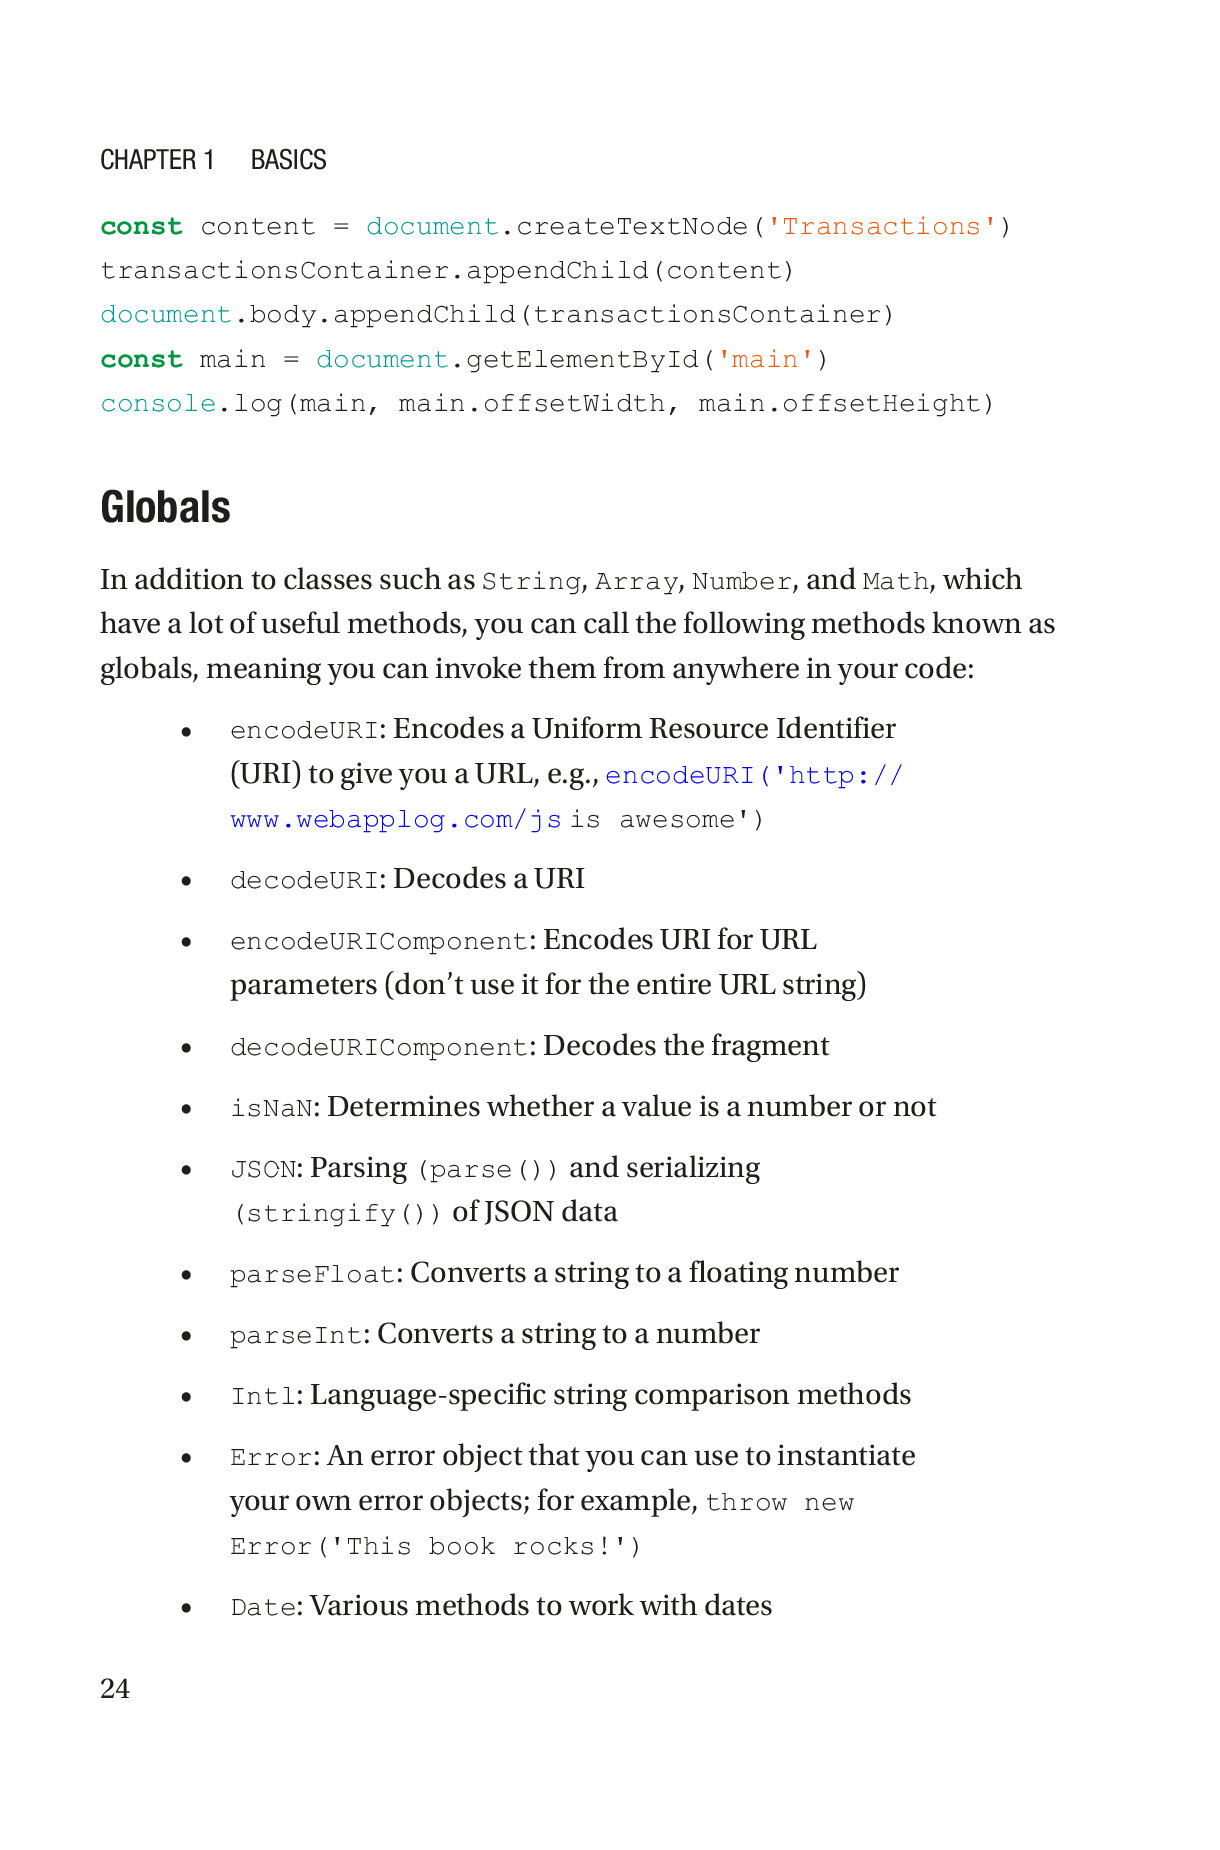 CHAPTER 1 BASICS
const content = document.createTextNode('Transactions')
transactionsContainer.appendChild(content)
document.body.appendChild(transactionsContainer)
const main = document.getElementById('main')
console.log(main, main.offsetWidth, main.offsetHeight)
Globals
In addition to classes such as String, Array, Number, and Math, which
have a lot of useful methods, you can call the following methods known as
globals, meaning you can invoke them from anywhere in your code:
• encodeURI: Encodes a Uniform Resource Identifier
(URI) to give you a URL, e.g., encodeURI('http://
www.webapplog.com/js is awesome')
• decodeURI: Decodes a URI
• encodeURIComponent: Encodes URI for URL
parameters (don’t use it for the entire URL string)
• decodeURIComponent: Decodes the fragment
• isNaN: Determines whether a value is a number or not
• JSON: Parsing (parse()) and serializing
(stringify()) of JSON data
• parseFloat: Converts a string to a floating number
• parseInt: Converts a string to a number
• Intl: Language-specific string comparison methods
• Error: An error object that you can use to instantiate
your own error objects; for example, throw new
Error('This book rocks!')
• Date: Various methods to work with dates
24